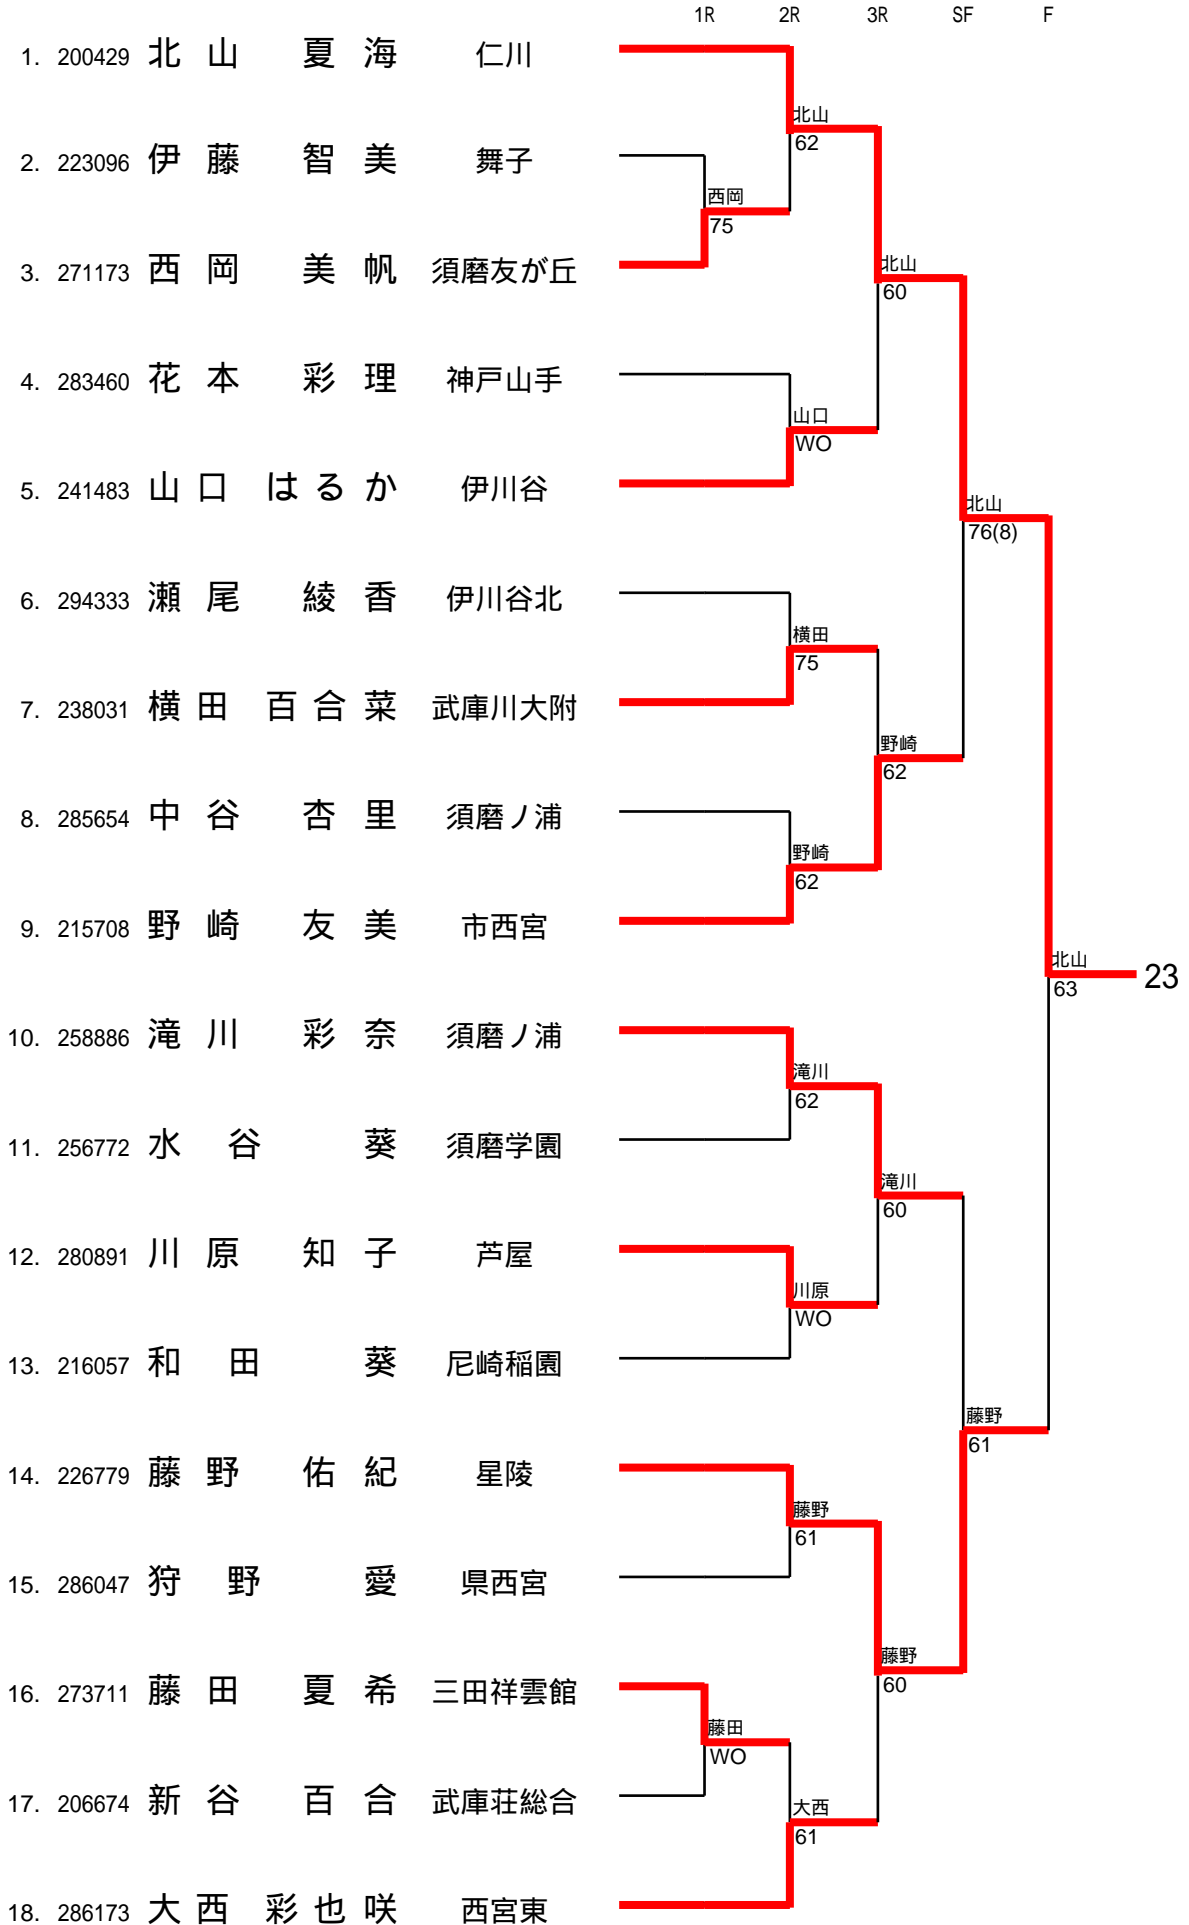 1R 2R 3R SF F
1. 200429 北山 夏海 仁川
北山
62
2. 223096 伊藤 智美 舞子
西岡
75
3. 271173 西岡 美帆 須磨友が丘
北山
60
4. 283460 花本 彩理 神戸山手
山口
WO
5. 241483 山口 はるか 伊川谷
北山
76(8)
6. 294333 瀬尾 綾香 伊川谷北
横田
75
7. 238031 横田 百合菜 武庫川大附
野崎
62
8. 285654 中谷 杏里 須磨ノ浦
野崎
62
9. 215708 野崎 友美 市西宮
北山
63
23
10. 258886 滝川 彩奈 須磨ノ浦
滝川
62
11. 256772 水谷 葵 須磨学園
滝川
60
12. 280891 川原 知子 芦屋
川原
WO
13. 216057 和田 葵 尼崎稲園
藤野
61
14. 226779 藤野 佑紀 星陵
藤野
61
15. 286047 狩野 愛 県西宮
藤野
60
16. 273711 藤田 夏希 三田祥雲館
藤田
WO
17. 206674 新谷 百合 武庫荘総合
大西
61
18. 286173 大西 彩也咲 西宮東